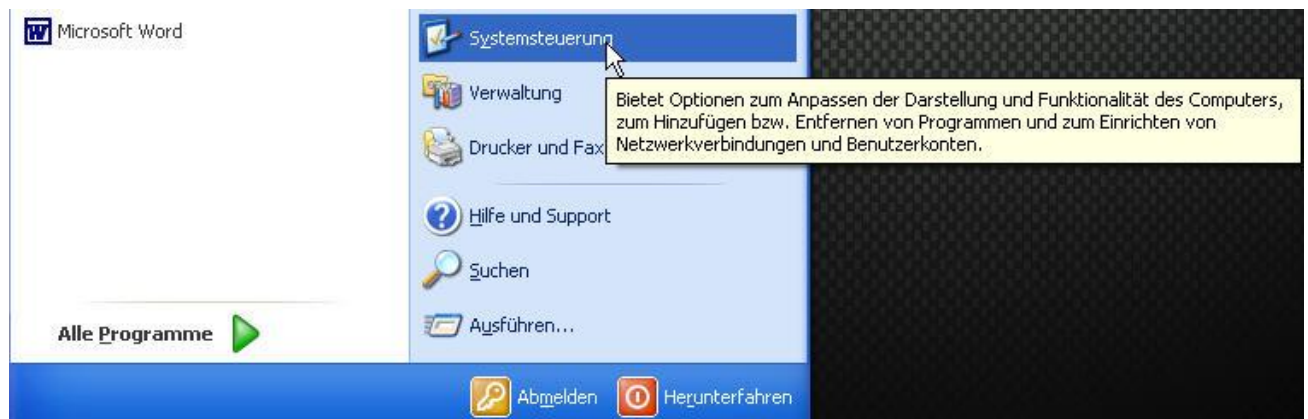 Microsoft Word
Systemsteuerung
Verwaltung
Bietet Optionen zum Anpassen der Darstellung und Funktionalität des Computers,
zum Hinzufügen bzw. Entfernen von Programmen und zum Einrichten von
Netzwerkverbindungen und Benutzerkonten.
Drucker und Fax
Hilfe und Support
Suchen
Alle Programme
Ausführen...
Abmelden
Herunterfahren